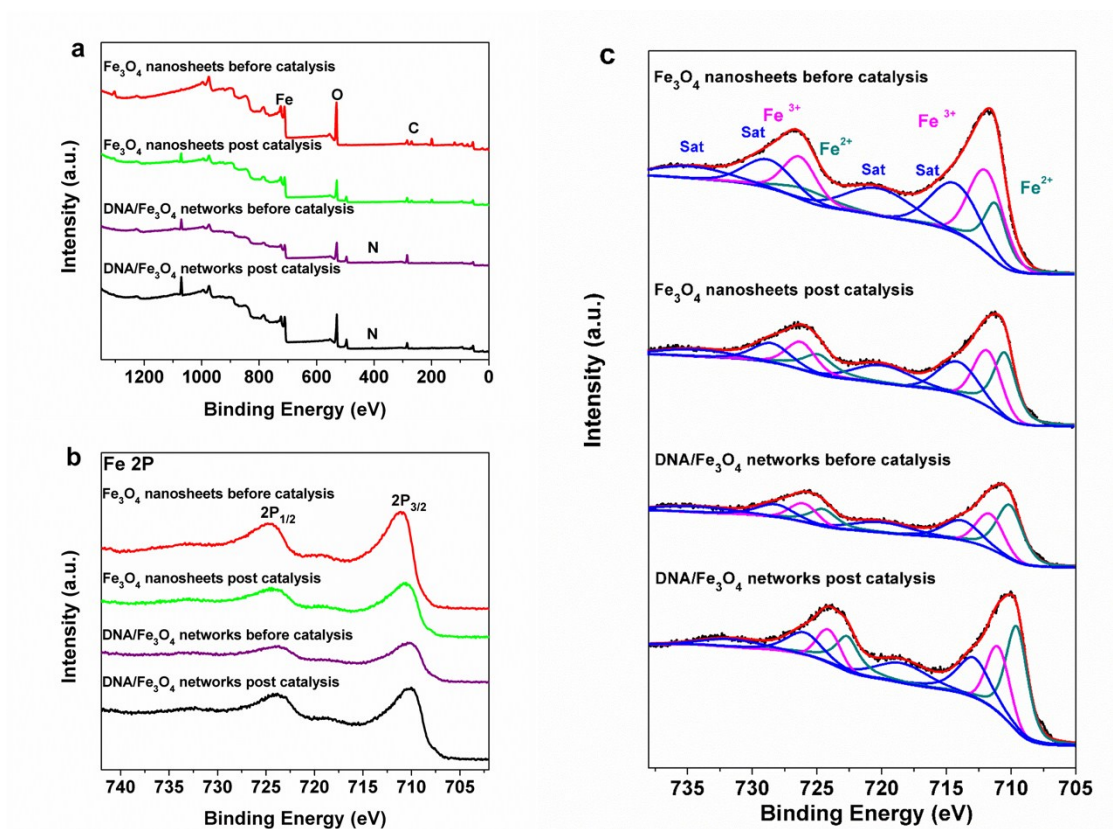 a
Fe₃O₄ nanosheets before catalysis
Fe
O
C
Fe₃O₄ nanosheets post catalysis
DNA/Fe₃O₄ networks before catalysis
N
DNA/Fe₃O₄ networks post catalysis
N
Intensity (a.u.)
1200 1000 800 600 400 200 0
Binding Energy (eV)
b
Fe 2P
Fe₃O₄ nanosheets before catalysis
2P₁/₂
2P₃/₂
Fe₃O₄ nanosheets post catalysis
DNA/Fe₃O₄ networks before catalysis
DNA/Fe₃O₄ networks post catalysis
Intensity (a.u.)
740 735 730 725 720 715 710 705
Binding Energy (eV)
c
Fe₃O₄ nanosheets before catalysis
Sat
Sat
Fe ³⁺
Fe²⁺
Sat
Sat
Fe ³⁺
Fe²⁺
Fe₃O₄ nanosheets post catalysis
DNA/Fe₃O₄ networks before catalysis
DNA/Fe₃O₄ networks post catalysis
Intensity (a.u.)
735 730 725 720 715 710 705
Binding Energy (eV)